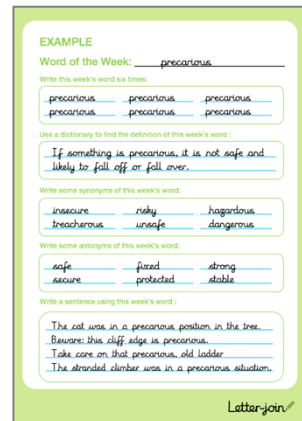 EXAMPLE
Word of the Week: precarious
Write this week's word six times:
precarious precarious precarious
precarious precarious precarious
Use a dictionary to find the definition of this week's word :
If something is precarious, it is not safe and
likely to fall off or fall over.
Write some synonyms of this week's word:
insecure risky hazardous
treacherous unsafe dangerous
Write some antonyms of this week's word:
safe fixed strong
secure protected stable
Write a sentence using this week's word :
The cat was in a precarious position in the tree.
Beware: this cliff edge is precarious.
Take care on that precarious, old ladder
The stranded climber was in a precarious situation.
Letter-join